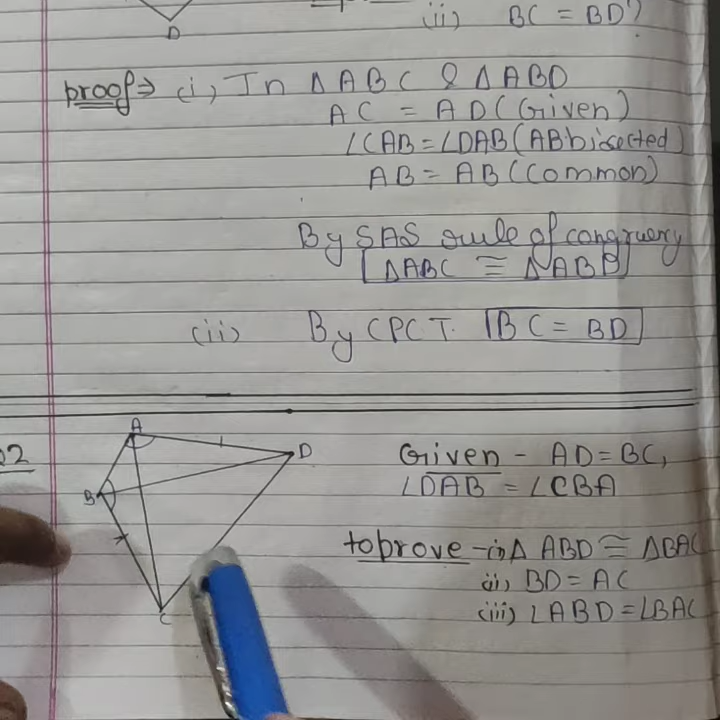 D
(ii) BC = BD?
proof⇒ (i) In ΔABC & ΔABD
AC = AD (Given)
∠CAB = ∠DAB (AB bisected)
AB = AB (Common)
By SAS rule of congruency
ΔABC ≅ ΔABD
(ii) By CPCT. BC = BD
Q2
A
D
B
C
Given - AD = BC,
∠DAB = ∠CBA
to prove - (i) Δ ABD ≅ ΔBAC
(ii) BD = AC
(iii) ∠ABD = ∠BAC